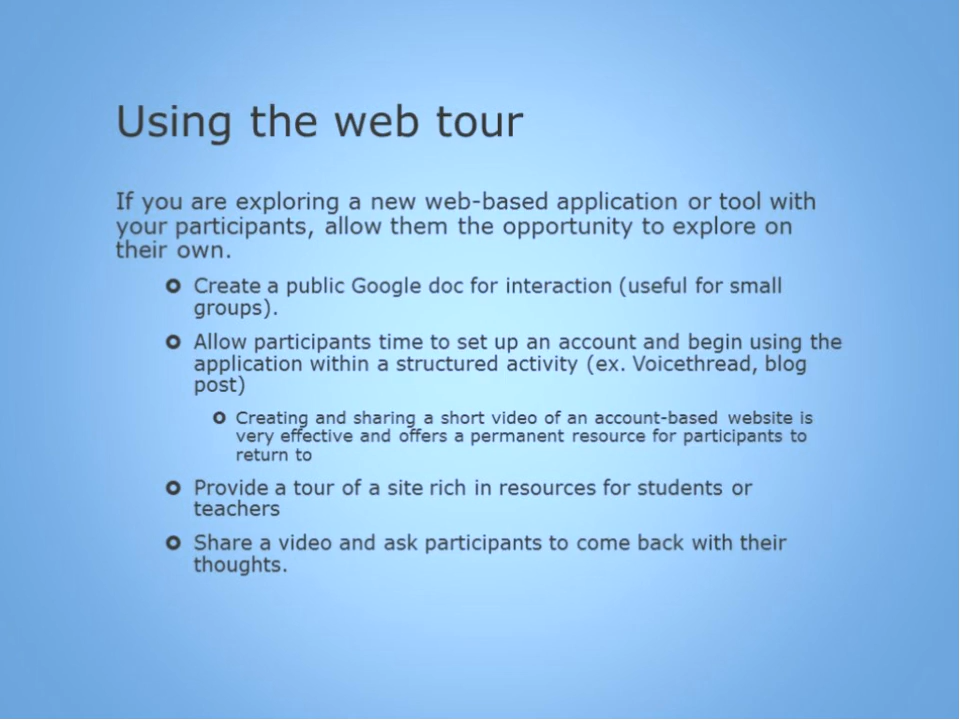 Using the web tour
If you are exploring a new web-based application or tool with
your participants, allow them the opportunity to explore on
their own.
Create a public Google doc for interaction (useful for small
groups).
Allow participants time to set up an account and begin using the
application within a structured activity (ex. Voicethread, blog
post)
Creating and sharing a short video of an account-based website is
very effective and offers a permanent resource for participants to
return to
Provide a tour of a site rich in resources for students or
teachers
Share a video and ask participants to come back with their
thoughts.